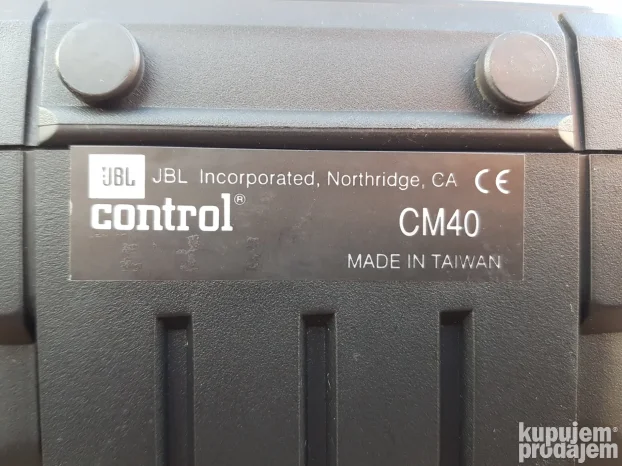 JBL JBL Incorporated, Northridge, CA CE
control® CM40
MADE IN TAIWAN
kupujem
prodajem